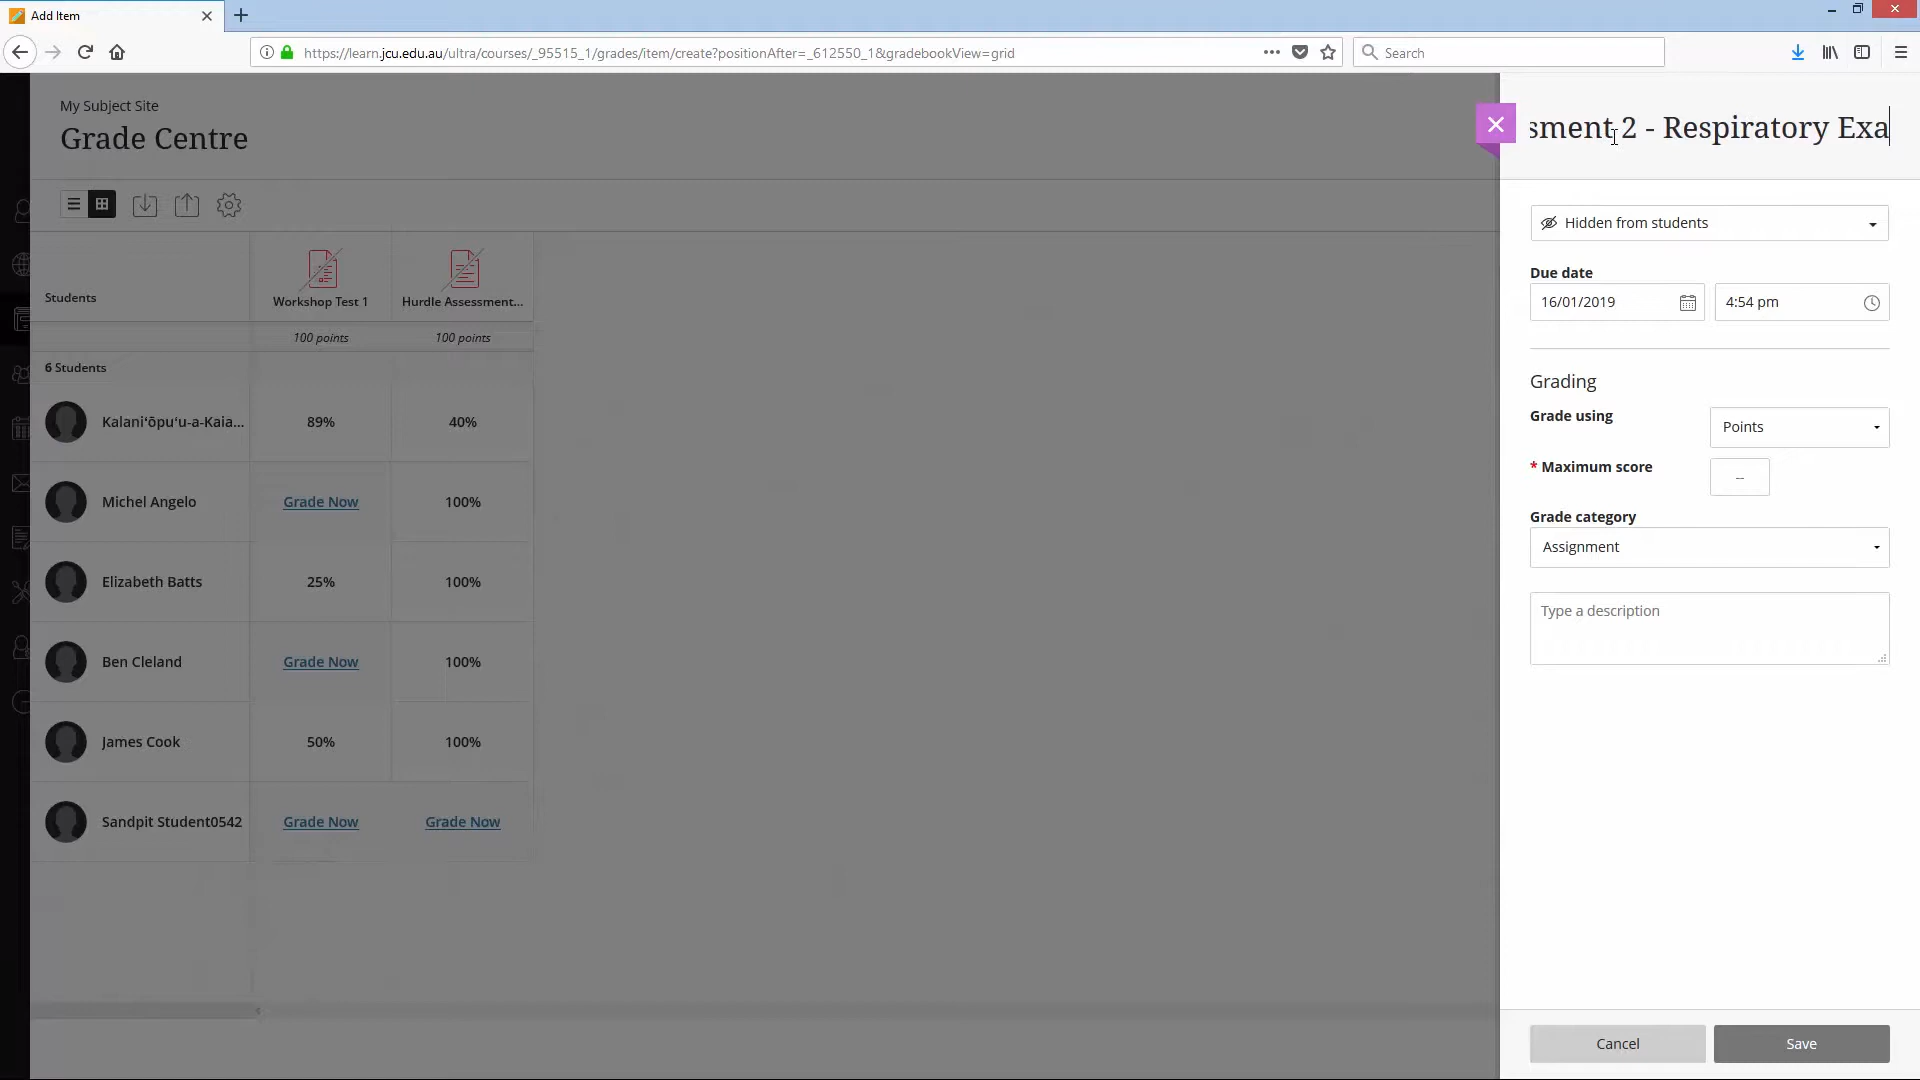 Add Item
https://learn.jcu.edu.au/ultra/courses/_95515_1/grades/item/create?positionAfter=_612550_1&gradebookView=grid
Search
My Subject Site
Grade Centre
sment 2 - Respiratory Exa
Hidden from students
Due date
16/01/2019
4:54 pm
Grading
Grade using
Points
* Maximum score
--
Grade category
Assignment
Type a description
Cancel
Save
Students
Workshop Test 1
Hurdle Assessment...
100 points
100 points
6 Students
Kalaniʻōpuʻu-a-Kaia...
89%
40%
Michel Angelo
Grade Now
100%
Elizabeth Batts
25%
100%
Ben Cleland
Grade Now
100%
James Cook
50%
100%
Sandpit Student0542
Grade Now
Grade Now